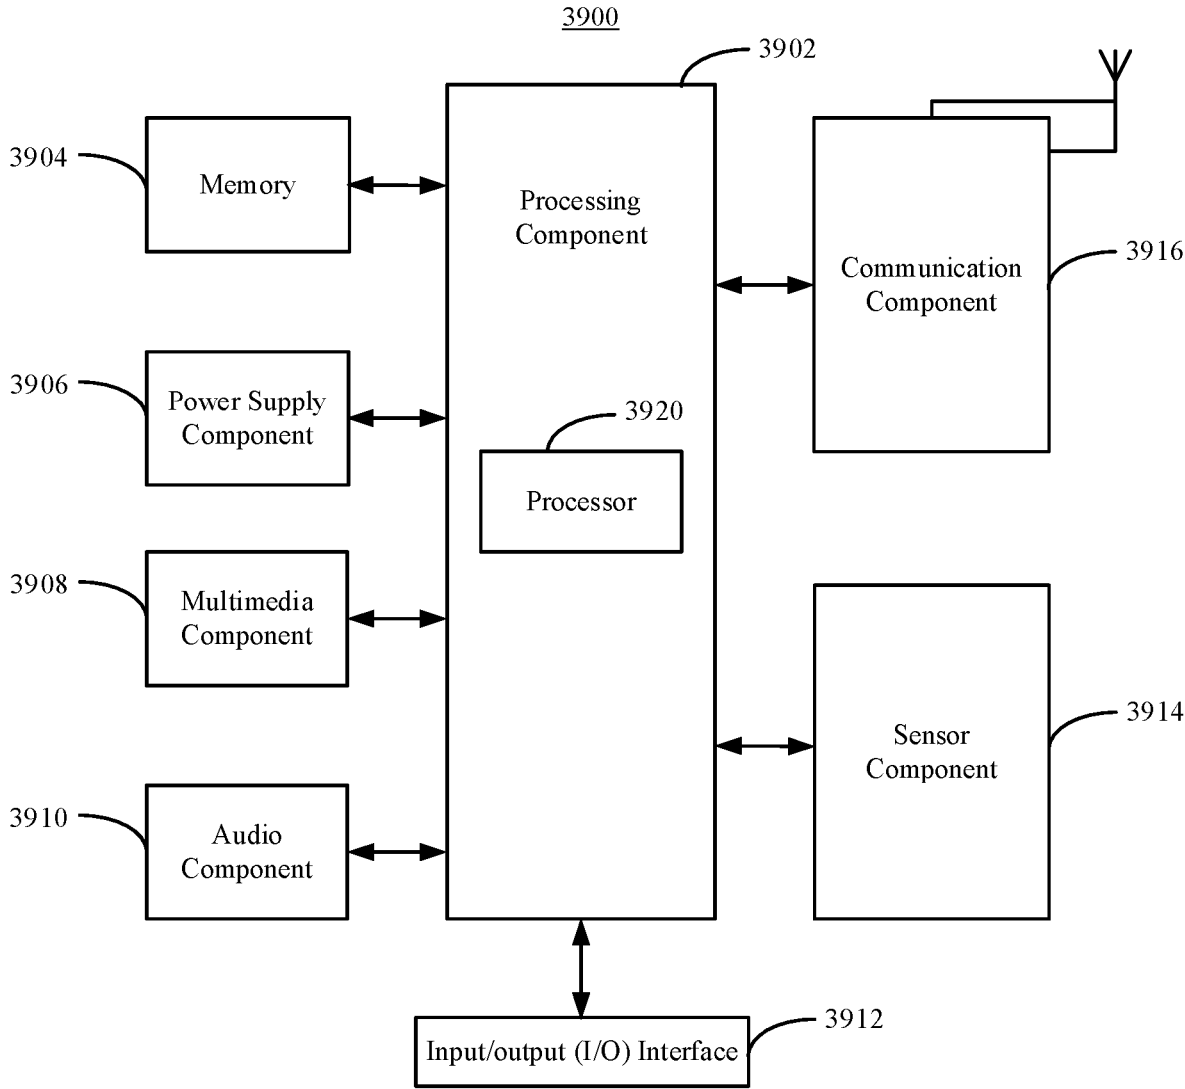 3900
3902
3904
Memory
Processing
Component
Communication
Component
3916
3906
Power Supply
Component
3920
Processor
3908
Multimedia
Component
Sensor
Component
3914
3910
Audio
Component
3912
Input/output (I/O) Interface